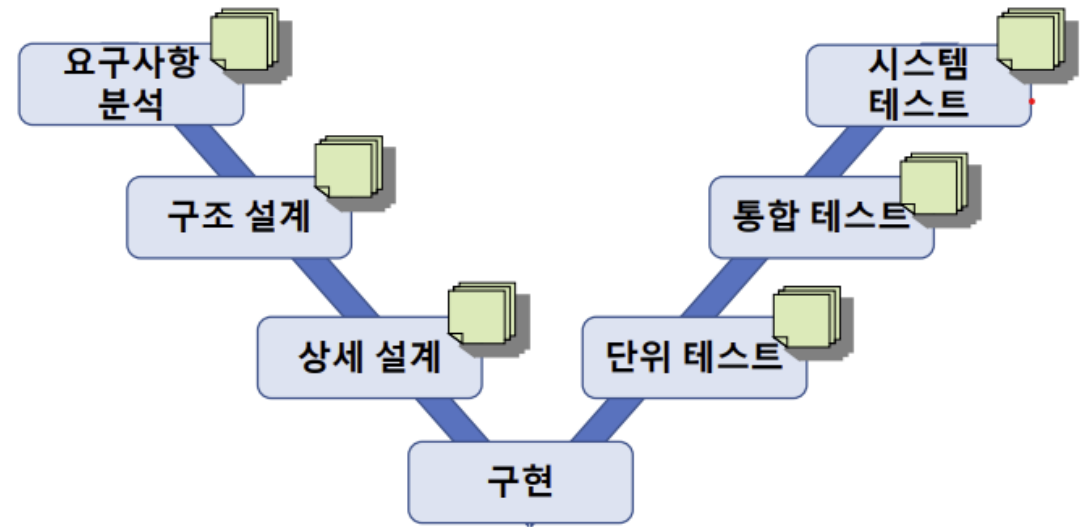 요구사항
분석
시스템
테스트
구조 설계
통합 테스트
상세 설계
단위 테스트
구현